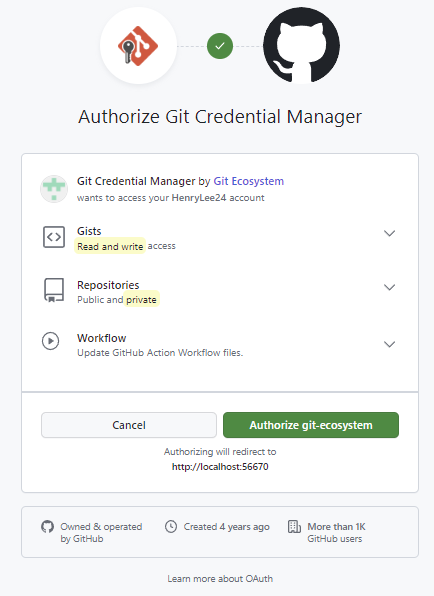 Authorize Git Credential Manager
Git Credential Manager by Git Ecosystem
wants to access your HenryLee24 account
Gists
Read and write access
Repositories
Public and private
Workflow
Update GitHub Action Workflow files.
Cancel
Authorize git-ecosystem
Authorizing will redirect to
http://localhost:56670
Owned & operated
by GitHub
Created 4 years ago
More than 1K
GitHub users
Learn more about OAuth